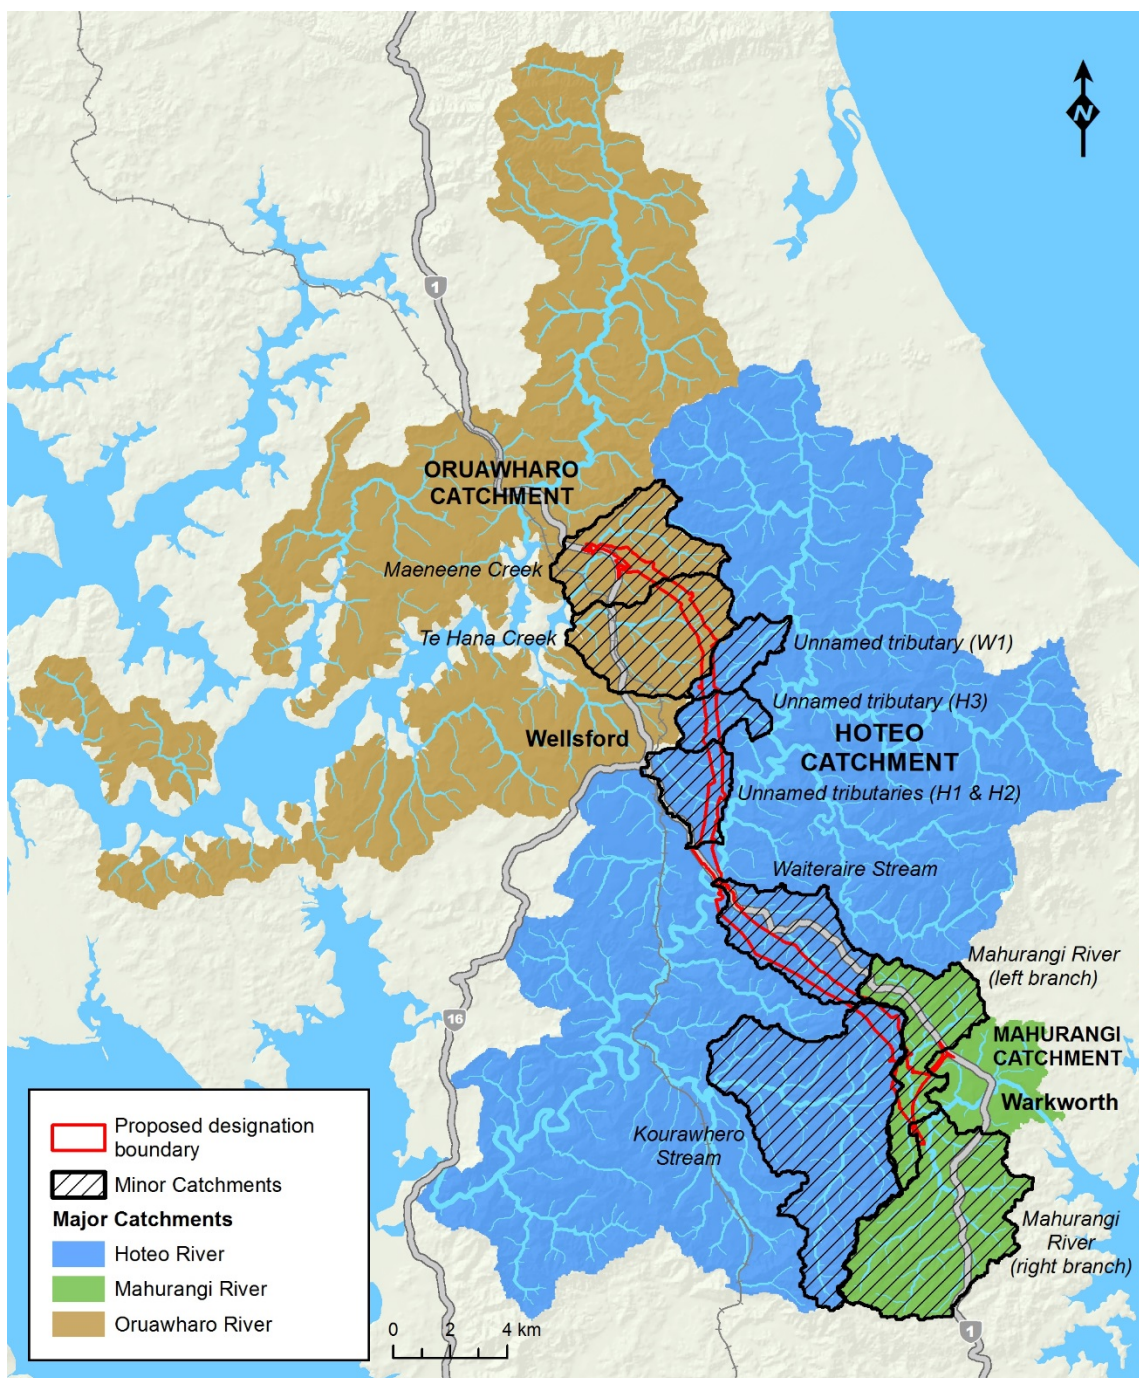 N
1
ORUAWHARO
CATCHMENT
Maeneene Creek
Te Hana Creek
Unnamed tributary (W1)
Unnamed tributary (H3)
Wellsford
HOTEO
CATCHMENT
Unnamed tributaries (H1 & H2)
Waiteraire Stream
Mahurangi River
(left branch)
16
MAHURANGI
CATCHMENT
Warkworth
Kourawhero
Stream
Mahurangi
River
(right branch)
1
Proposed designation
boundary
Minor Catchments
Major Catchments
Hoteo River
Mahurangi River
Oruawharo River
0 2 4 km